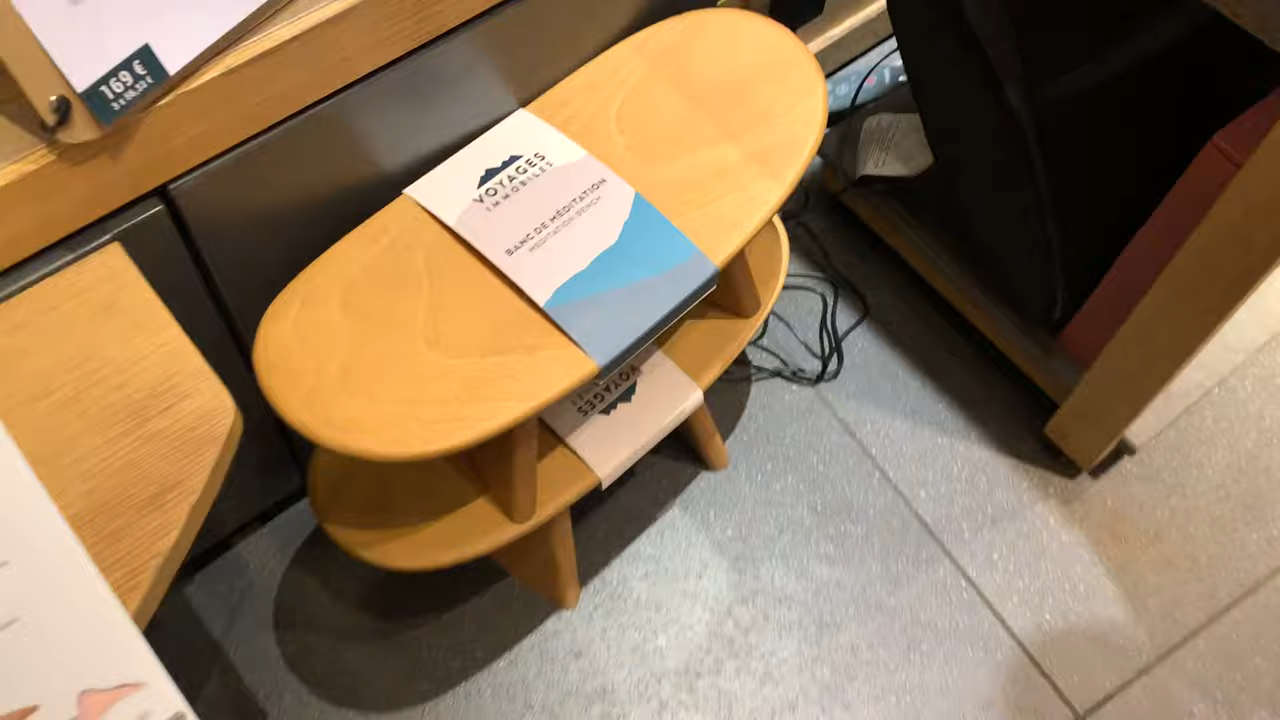 169 €
VOYAGES
IMMOBILES
BANC DE MÉDITATION
MEDITATION BENCH
VOYAGES